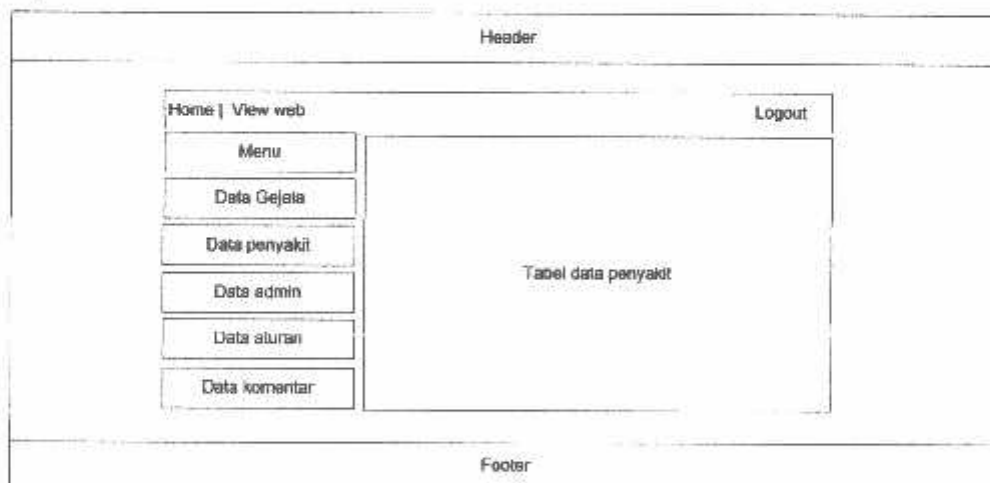 Header
Home | View web
Logout
Menu
Data Gejala
Data penyakit
Data admin
Data aturan
Data komentar
Tabel data penyakit
Footer